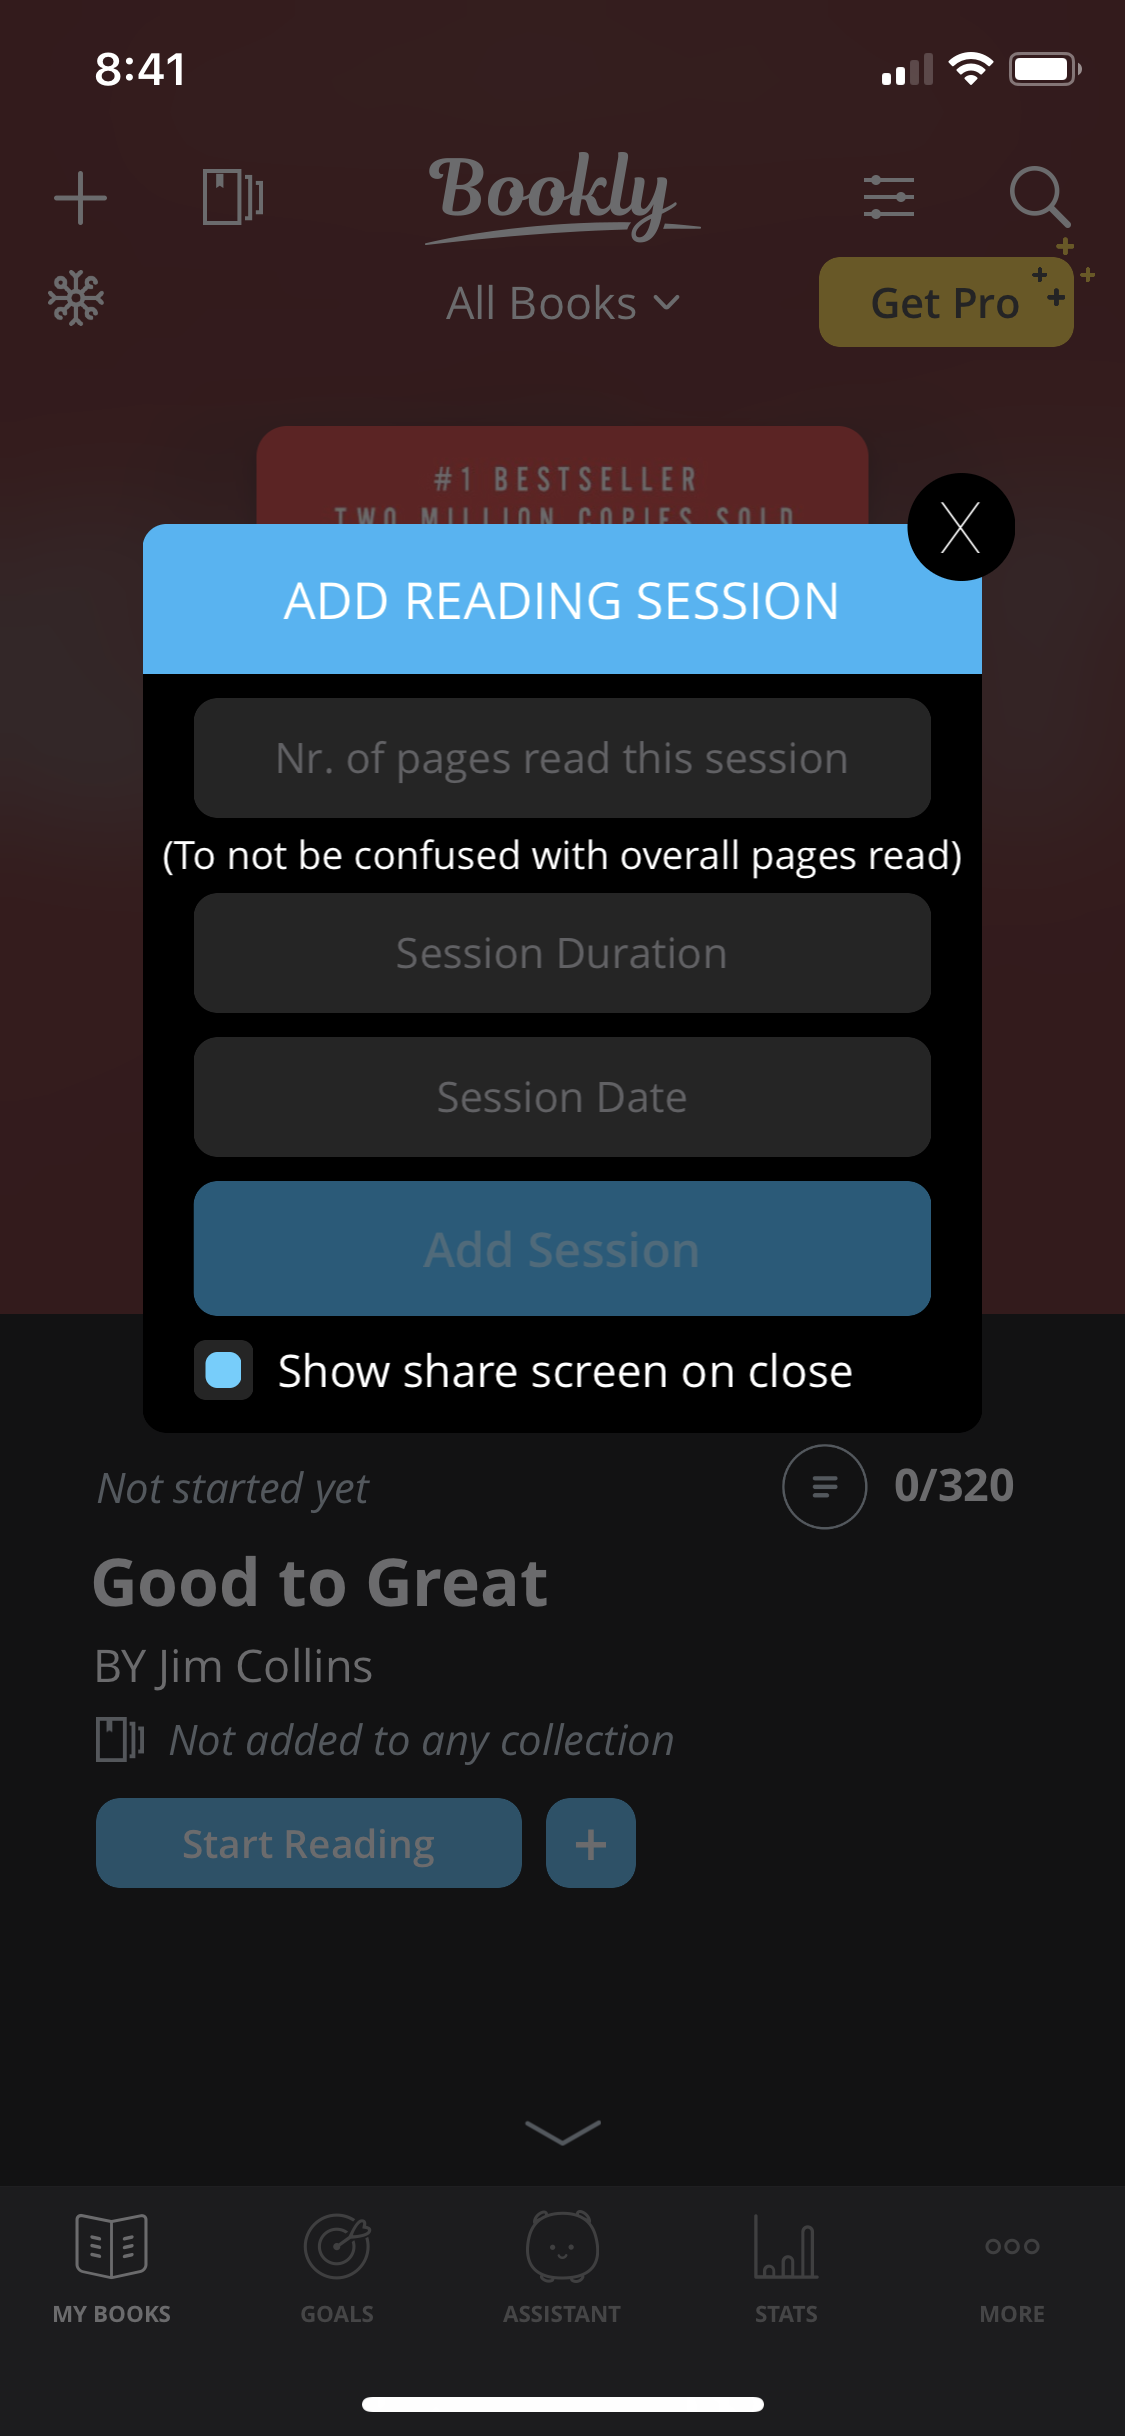 8:41
Bookly
All Books
Get Pro
#1 BESTSELLER
TWO MILLION COPIES SOLD
X
ADD READING SESSION
Nr. of pages read this session
(To not be confused with overall pages read)
Session Duration
Session Date
Add Session
Show share screen on close
Not started yet
0/320
Good to Great
BY Jim Collins
Not added to any collection
Start Reading
+
MY BOOKS
GOALS
ASSISTANT
STATS
MORE